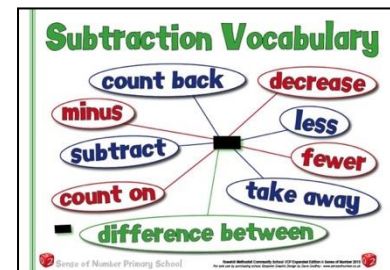 Subtraction Vocabulary
count back
decrease
minus
less
subtract
fewer
count on
take away
difference between
Sense of Number Primary School